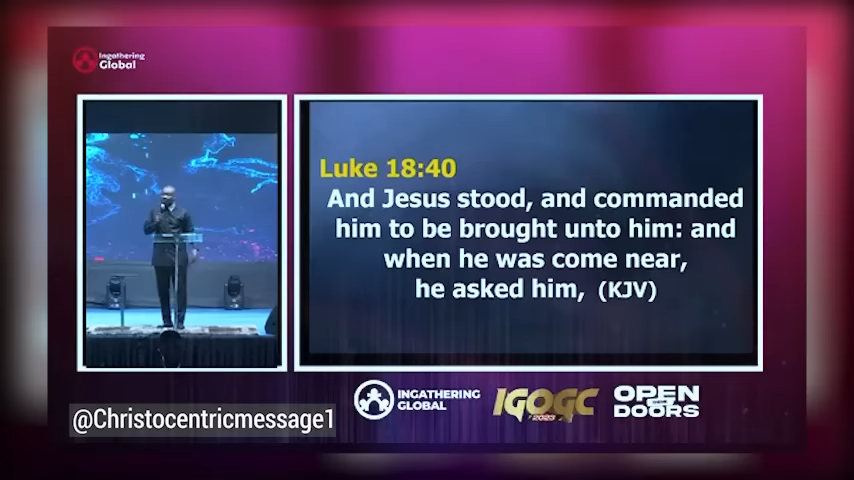 Ingathering
Global
Luke 18:40
And Jesus stood, and commanded
him to be brought unto him: and
when he was come near,
he asked him, (KJV)
@Christocentricmessage1
INGATHERING
GLOBAL
IGOGC
2023
OPEN
DOORS